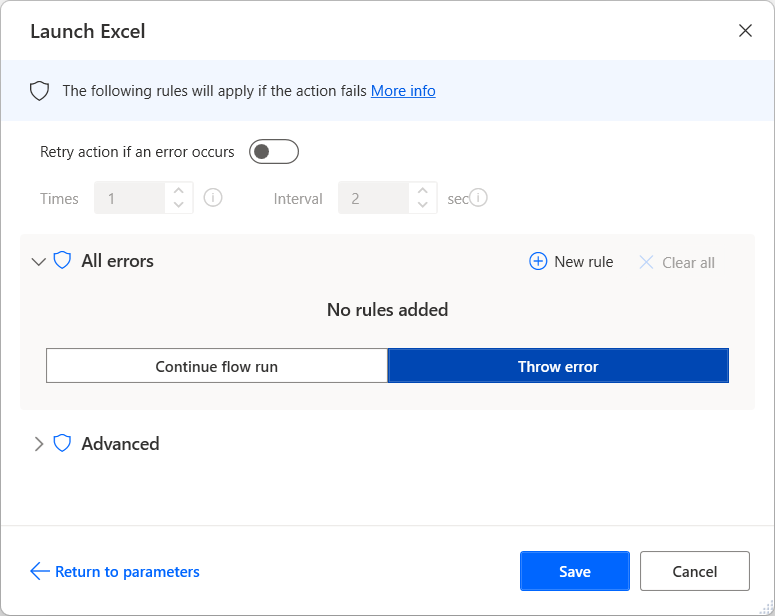 Launch Excel
The following rules will apply if the action fails More info
Retry action if an error occurs
Times 1 Interval 2 sec
All errors New rule Clear all
No rules added
Continue flow run Throw error
Advanced
Return to parameters Save Cancel